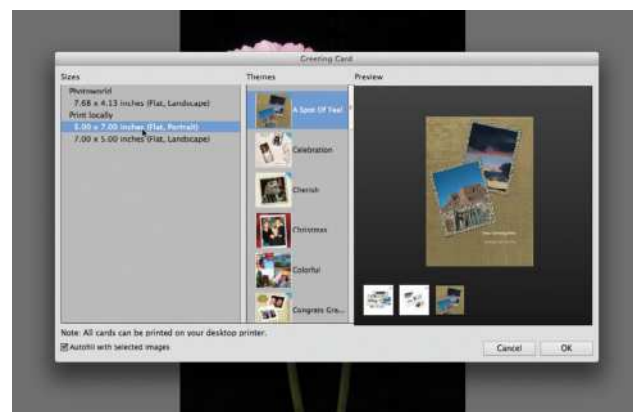 Greeting Card
Sizes
Themes
Preview
Photoworld
7.68 x 4.13 inches (Flat, Landscape)
Print locally
5.00 x 7.00 inches (Flat, Portrait)
7.00 x 5.00 inches (Flat, Landscape)
A Spot Of Tea!
Celebration
Cherish
Christmas
Colorful
Congrats Gra...
Note: All cards can be printed on your desktop printer.
Autofill with selected images
Cancel
OK